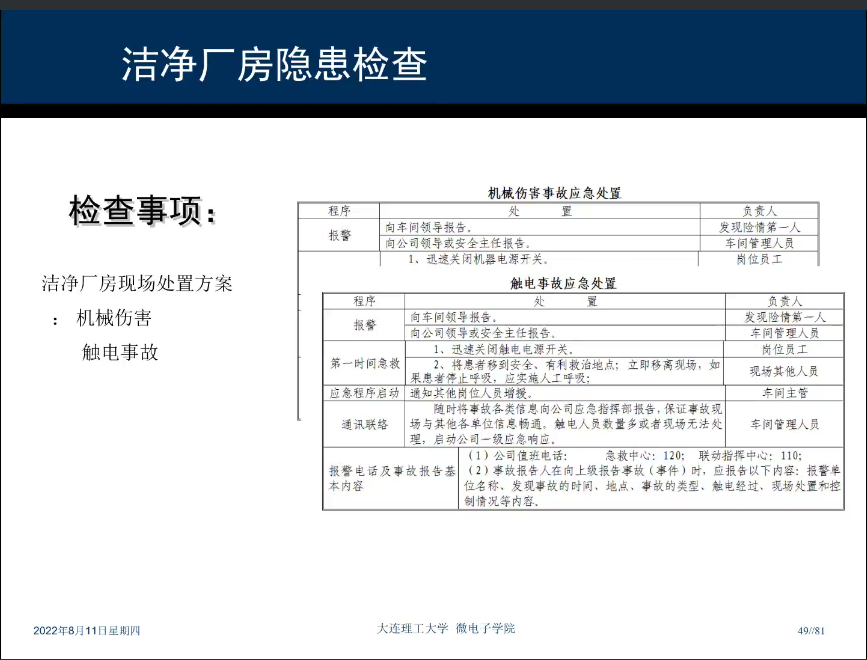 洁净厂房隐患检查
检查事项：
洁净厂房现场处置方案
： 机械伤害
触电事故
机械伤害事故应急处置
程序 处 置 负责人
报警 向车间领导报告。 发现险情第一人
向公司领导或安全主任报告。 车间管理人员
1、迅速关闭机器电源开关。 岗位员工
触电事故应急处置
程序 处 置 负责人
报警 向车间领导报告。 发现险情第一人
向公司领导或安全主任报告。 车间管理人员
第一时间急救 1、迅速关闭触电电源开关。 岗位员工
2、将患者移到安全、有利救治地点；立即移离现场，如
果患者停止呼吸，应实施人工呼吸； 现场其他人员
应急程序启动 通知其他岗位人员增援。 车间主管
通讯联络 随时将事故各类信息向公司应急指挥部报告，保证事故现
场与其他各单位信息畅通。触电人员数量多或者现场无法处
理，启动公司一级应急响应。 车间管理人员
报警电话及事故报告基
本内容
（1）公司值班电话： 急救中心：120； 联动指挥中心：110；
（2）事故报告人在向上级报告事故（事件）时，应报告以下内容：报警单
位名称、发现事故的时间、地点、事故的类型、触电经过、现场处置和控
制情况等内容。
2022年8月11日星期四
大连理工大学 微电子学院
49//81